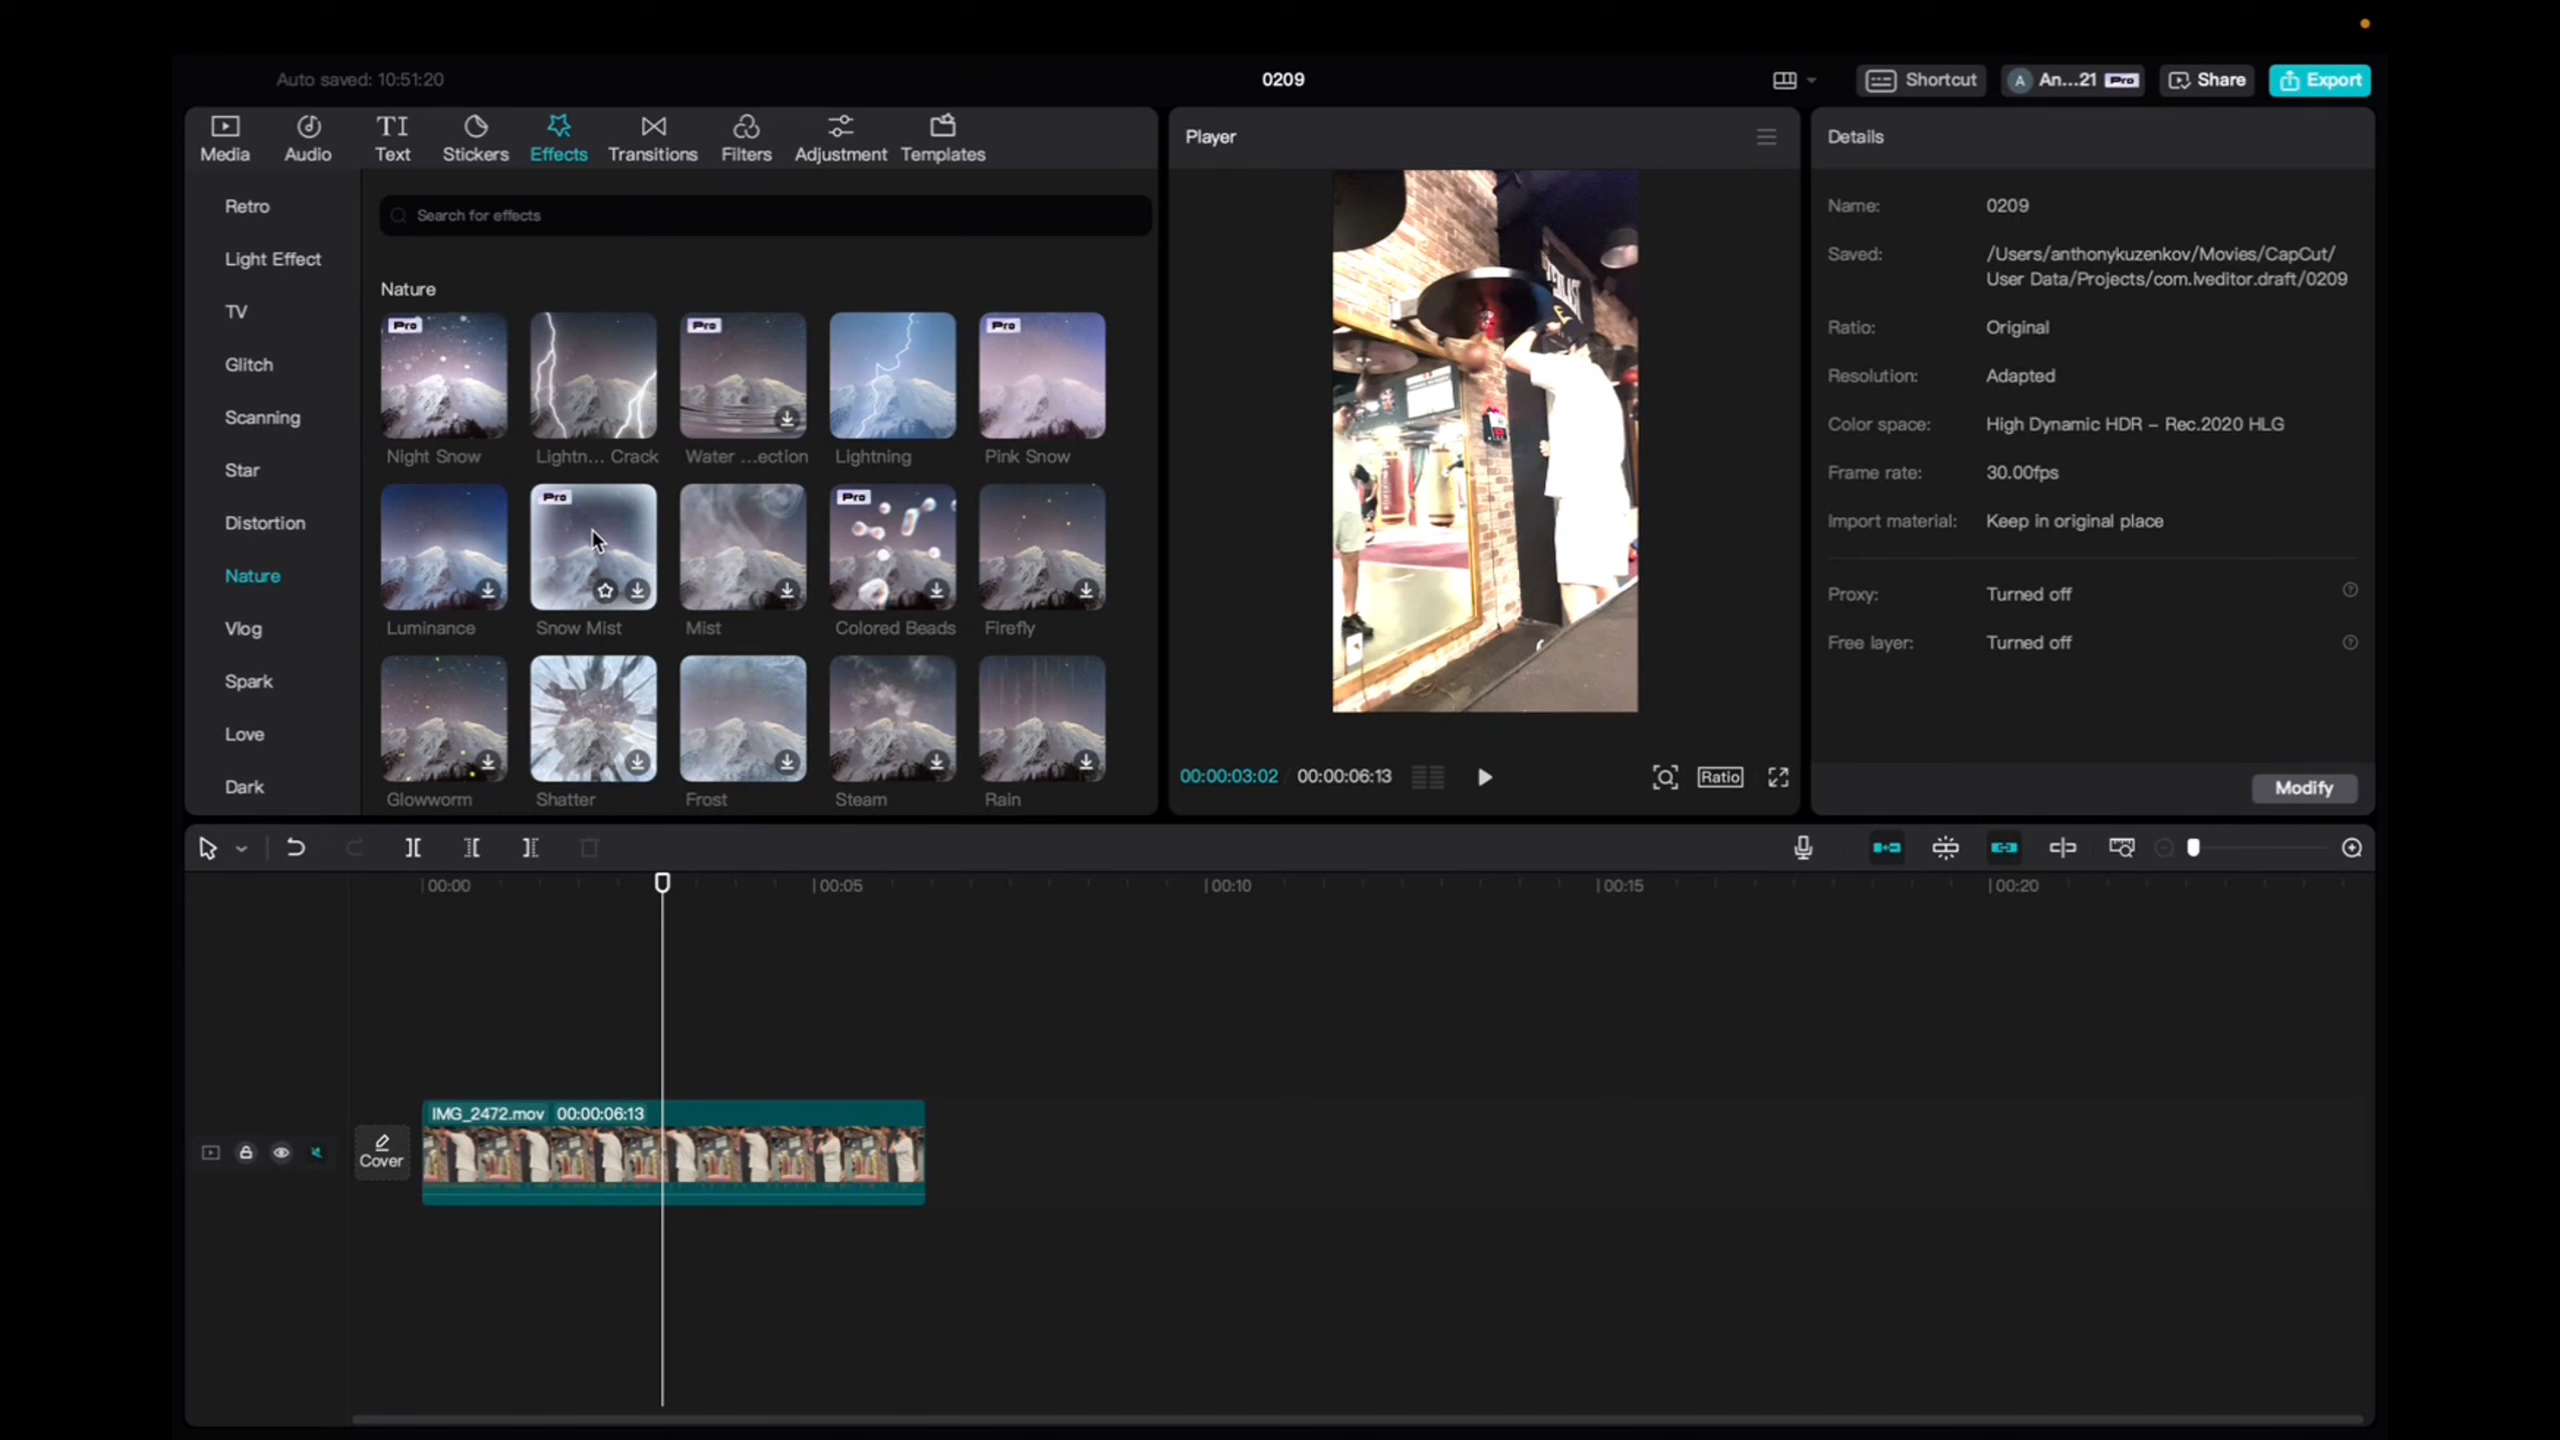 Auto saved: 10:51:20
0209
Shortcut
A An...21 Pro
Share
Export
Media
Audio
TI
Text
Stickers
Effects
Transitions
Filters
Adjustment
Templates
Player
Details
Retro
Light Effect
TV
Glitch
Scanning
Star
Distortion
Nature
Vlog
Spark
Love
Dark
Search for effects
Nature
Pro
Pro
Pro
Night Snow
Lightn... Crack
Water ...ection
Lightning
Pink Snow
Pro
Pro
Luminance
Snow Mist
Mist
Colored Beads
Firefly
Glowworm
Shatter
Frost
Steam
Rain
00:00:03:02
00:00:06:13
Ratio
Name: 0209
Saved: /Users/anthonykuzenkov/Movies/CapCut/
User Data/Projects/com.lveditor.draft/0209
Ratio: Original
Resolution: Adapted
Color space: High Dynamic HDR – Rec.2020 HLG
Frame rate: 30.00fps
Import material: Keep in original place
Proxy: Turned off
Free layer: Turned off
Modify
00:00
00:05
00:10
00:15
00:20
IMG_2472.mov 00:00:06:13
Cover